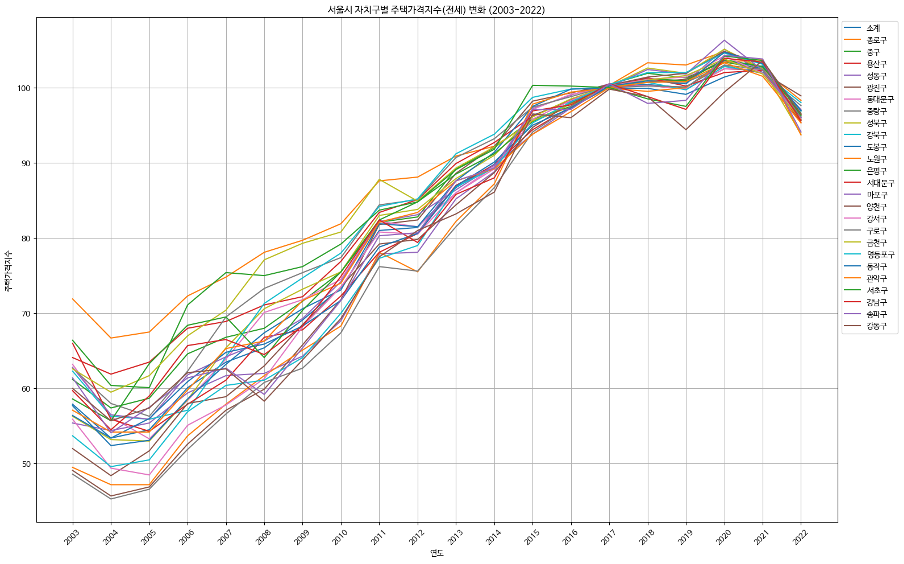 서울시 자치구별 주택가격지수(전세) 변화 (2003-2022)
주택가격지수
100
90
80
70
60
50
2003 2004 2005 2006 2007 2008 2009 2010 2011 2012 2013 2014 2015 2016 2017 2018 2019 2020 2021 2022
연도
소계
종로구
중구
용산구
성동구
광진구
동대문구
중랑구
성북구
강북구
도봉구
노원구
은평구
서대문구
마포구
양천구
강서구
구로구
금천구
영등포구
동작구
관악구
서초구
강남구
송파구
강동구